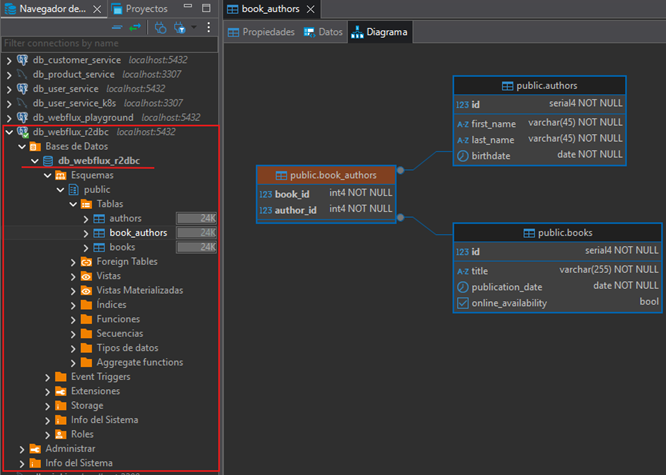 Navegador de...
Proyectos
Filter connections by name
db_customer_service localhost:5432
db_product_service localhost:3307
db_user_service localhost:5432
db_user_service_k8s localhost:3307
db_webflux_playground localhost:5432
db_webflux_r2dbc localhost:5432
Bases de Datos
db_webflux_r2dbc
Esquemas
public
Tablas
authors 24K
book_authors 24K
books 24K
Foreign Tables
Vistas
Vistas Materializadas
Índices
Funciones
Secuencias
Tipos de datos
Aggregate functions
Event Triggers
Extensiones
Storage
Info del Sistema
Roles
Administrar
Info del Sistema
book_authors
Propiedades Datos Diagrama
public.authors
123 id serial4 NOT NULL
A-Z first_name varchar(45) NOT NULL
A-Z last_name varchar(45) NOT NULL
birthdate date NOT NULL
public.book_authors
123 book_id int4 NOT NULL
123 author_id int4 NOT NULL
public.books
123 id serial4 NOT NULL
A-Z title varchar(255) NOT NULL
publication_date date NOT NULL
online_availability bool